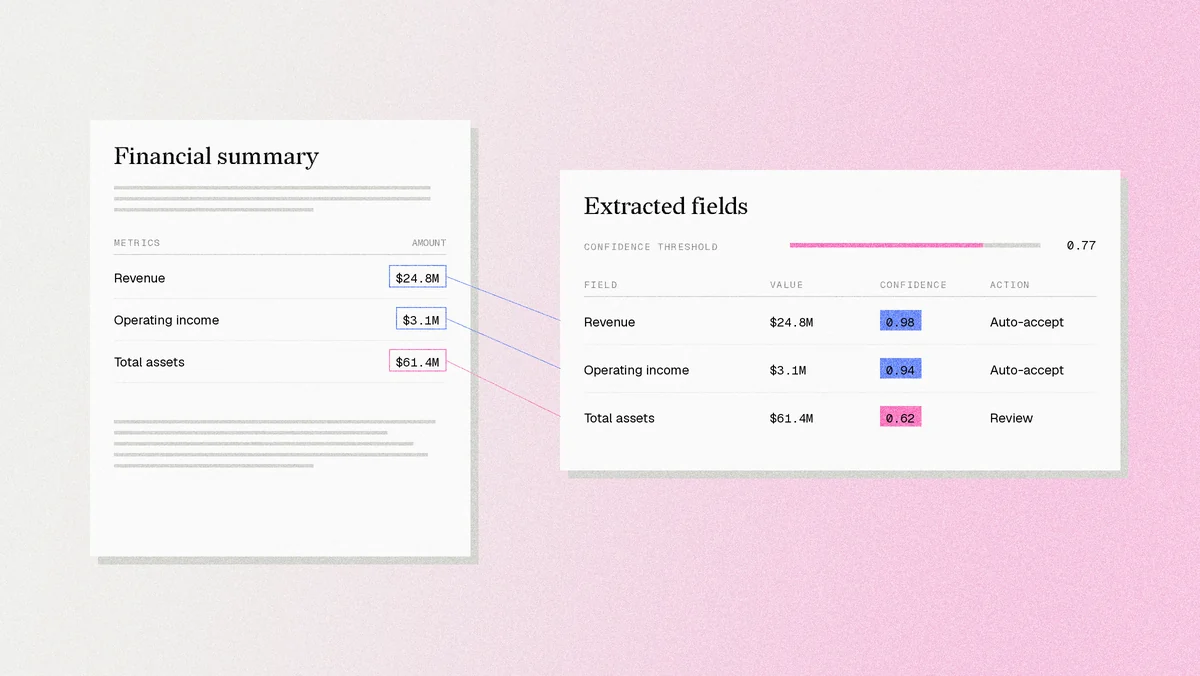 Financial summary
METRICS AMOUNT
Revenue $24.8M
Operating income $3.1M
Total assets $61.4M
Extracted fields
CONFIDENCE THRESHOLD 0.77
FIELD VALUE CONFIDENCE ACTION
Revenue $24.8M 0.98 Auto-accept
Operating income $3.1M 0.94 Auto-accept
Total assets $61.4M 0.62 Review